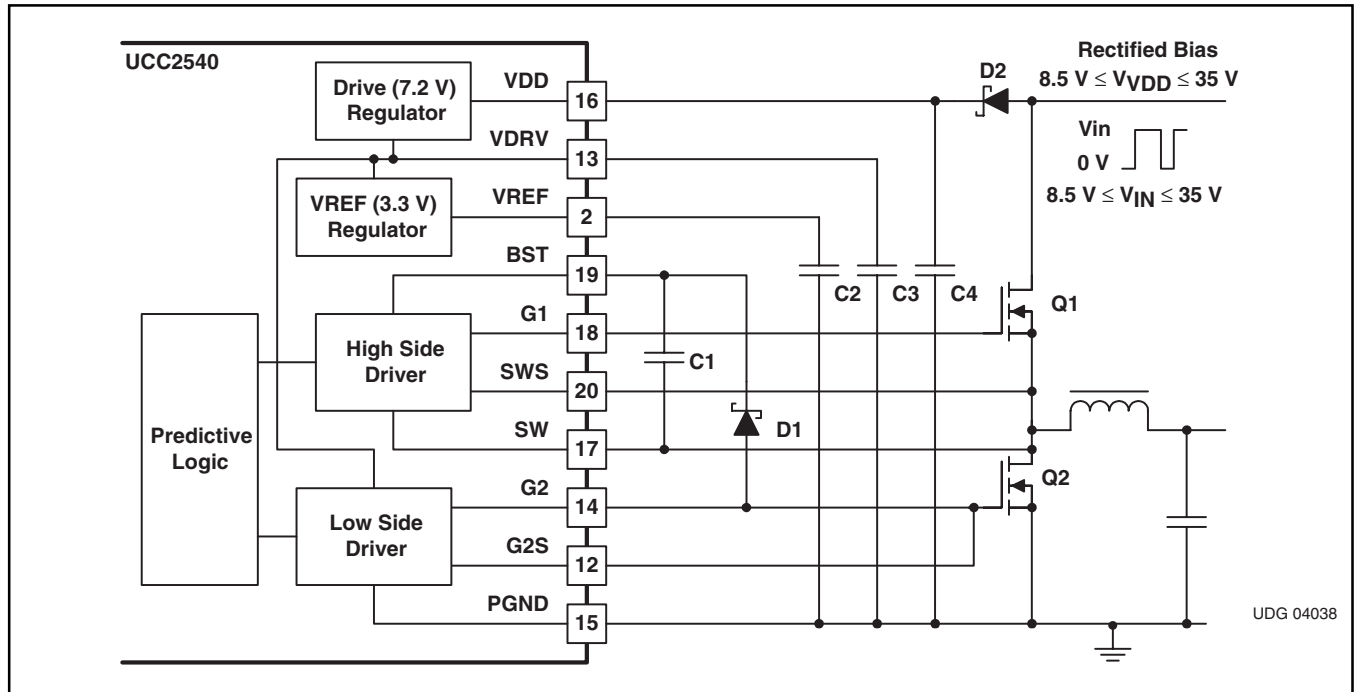 UCC2540
Drive (7.2 V)
Regulator
VREF (3.3 V)
Regulator
Predictive
Logic
High Side
Driver
Low Side
Driver
VDD
16
VDRV
13
VREF
2
BST
19
G1
18
SWS
20
SW
17
G2
14
G2S
12
PGND
15
C1
D1
C2
C3
C4
D2
Rectified Bias
8.5 V ≤ VVDD ≤ 35 V
Vin
0 V
8.5 V ≤ VIN ≤ 35 V
Q1
Q2
UDG 04038